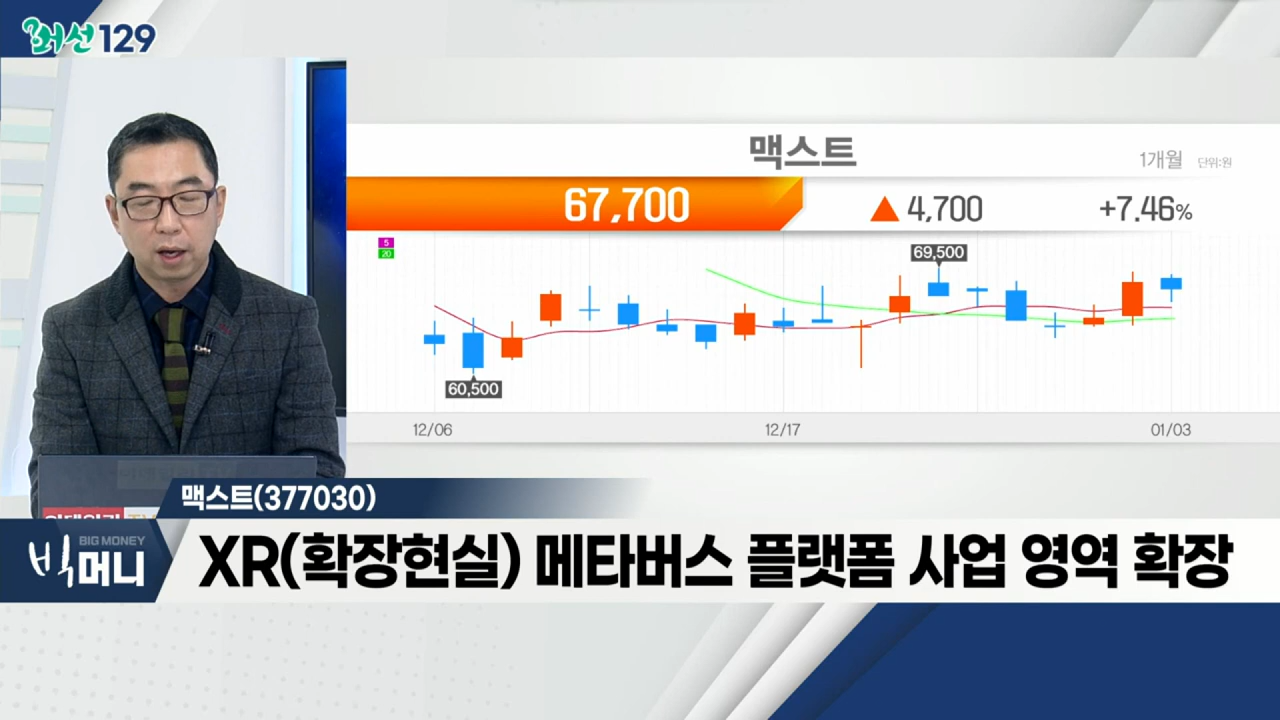 대선129
맥스트
1개월 단위:원
67,700 ▲ 4,700 +7.46%
5
20
69,500
60,500
12/06 12/17 01/03
맥스트(377030)
BIG MONEY
빅머니
XR(확장현실) 메타버스 플랫폼 사업 영역 확장